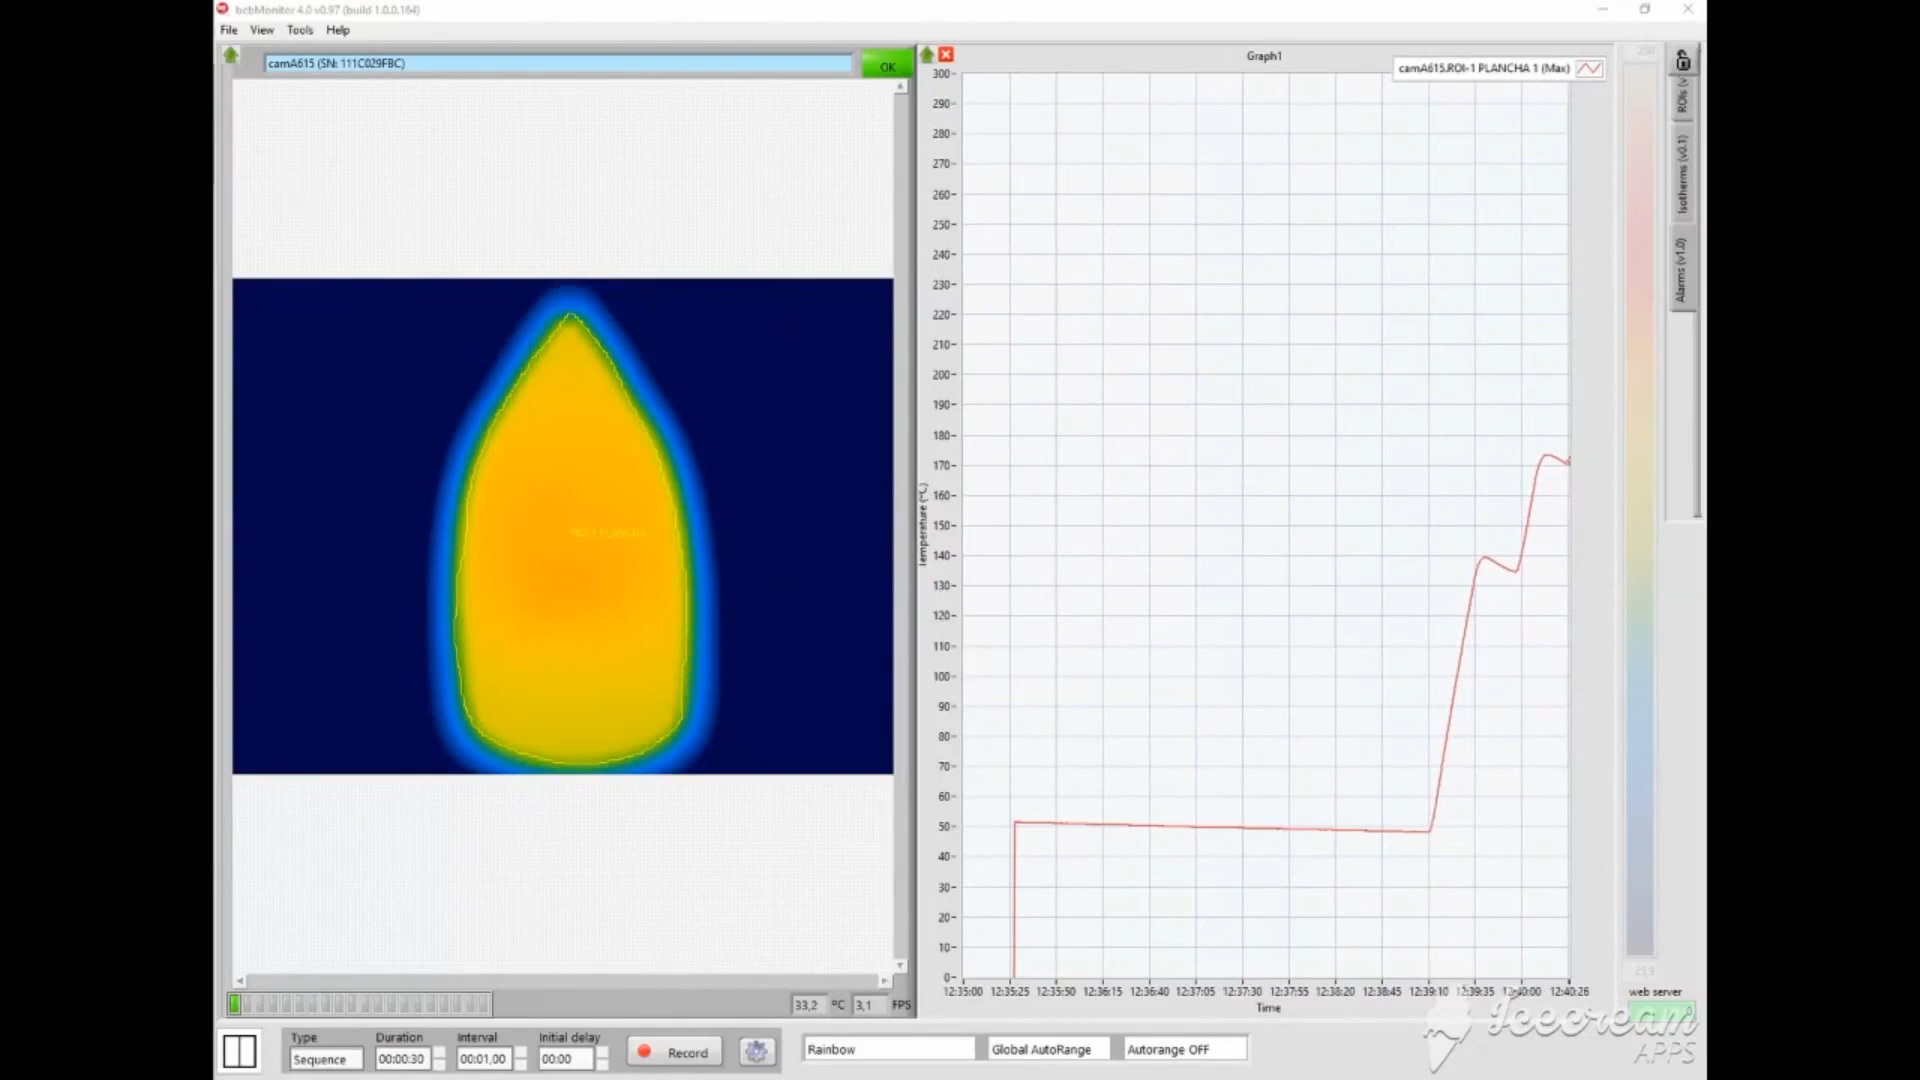 bcbMonitor 4.0 v0.97 (build 1.0.0.164)
File View Tools Help
camA615 (SN: 111C029FBC)
OK
PLANCHA
33,2 °C 3,1 FPS
Graph1
camA615.ROI-1 PLANCHA 1 (Max)
Temperature (°C)
300
290
280
270
260
250
240
230
220
210
200
190
180
170
160
150
140
130
120
110
100
90
80
70
60
50
40
30
20
10
0
12:35:00 12:35:25 12:35:50 12:36:15 12:36:40 12:37:05 12:37:30 12:37:55 12:38:20 12:38:45 12:39:10 12:39:35 12:40:00 12:40:26
Time
250
25,9
ROIs (v
Isotherms (v0.1)
Alarms (v1.0)
web server
0
Type Duration Interval Initial delay
Sequence 00:00:30 00:01,00 00:00
Record
Rainbow
Global AutoRange
Autorange OFF
Icecream
APPS